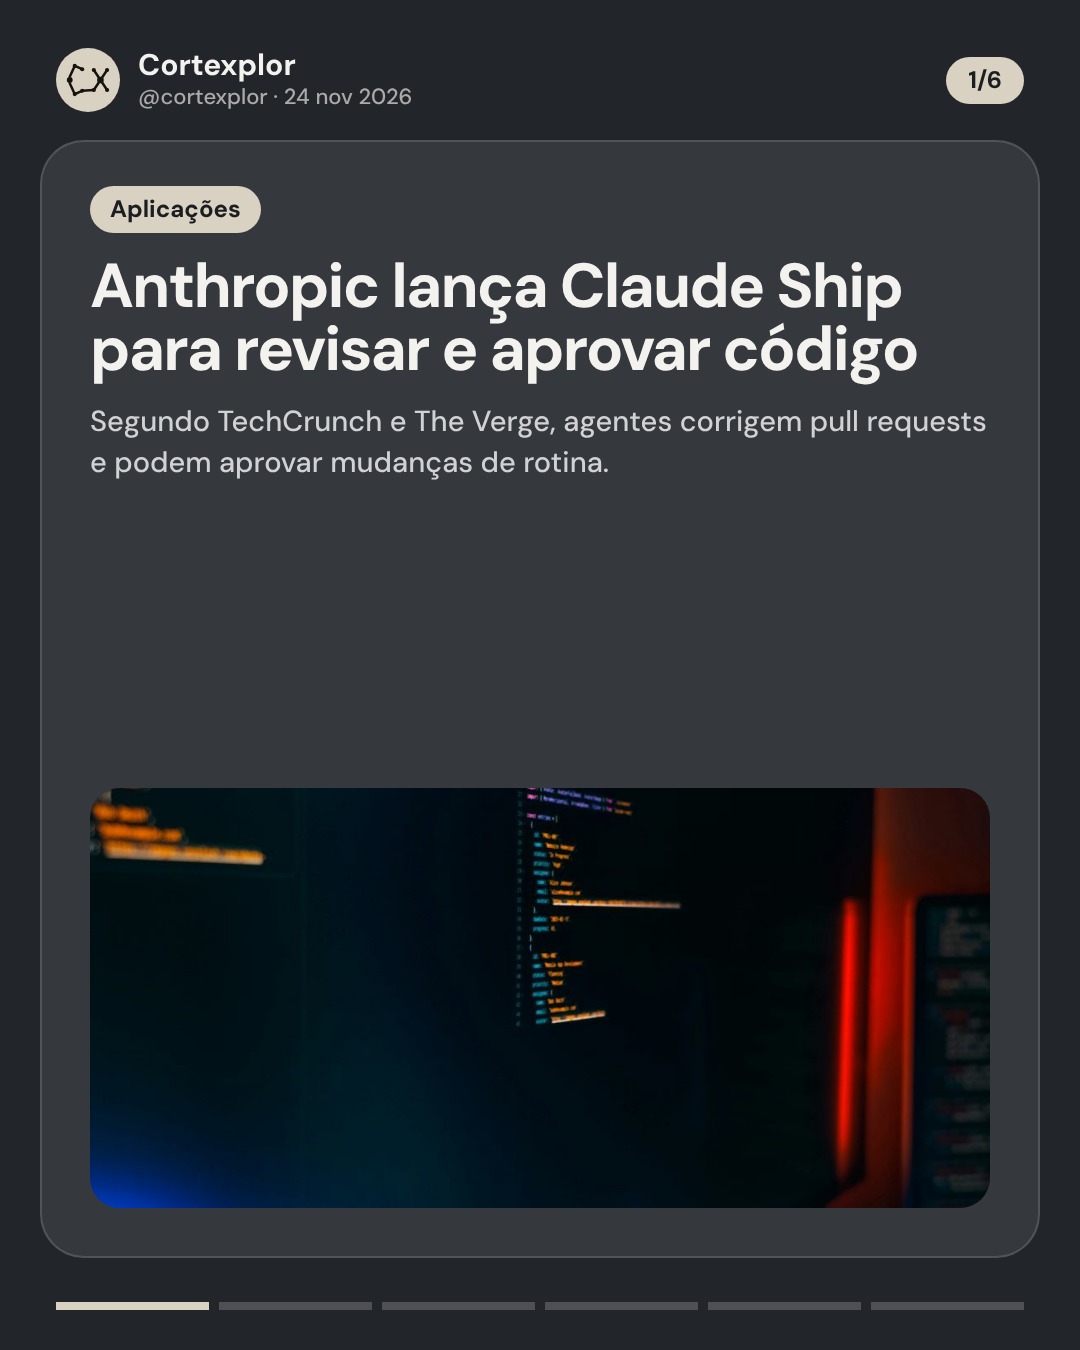 Cortexplor
@cortexplor · 24 nov 2026
1/6
Aplicações
Anthropic lança Claude Ship
para revisar e aprovar código
Segundo TechCrunch e The Verge, agentes corrigem pull requests
e podem aprovar mudanças de rotina.